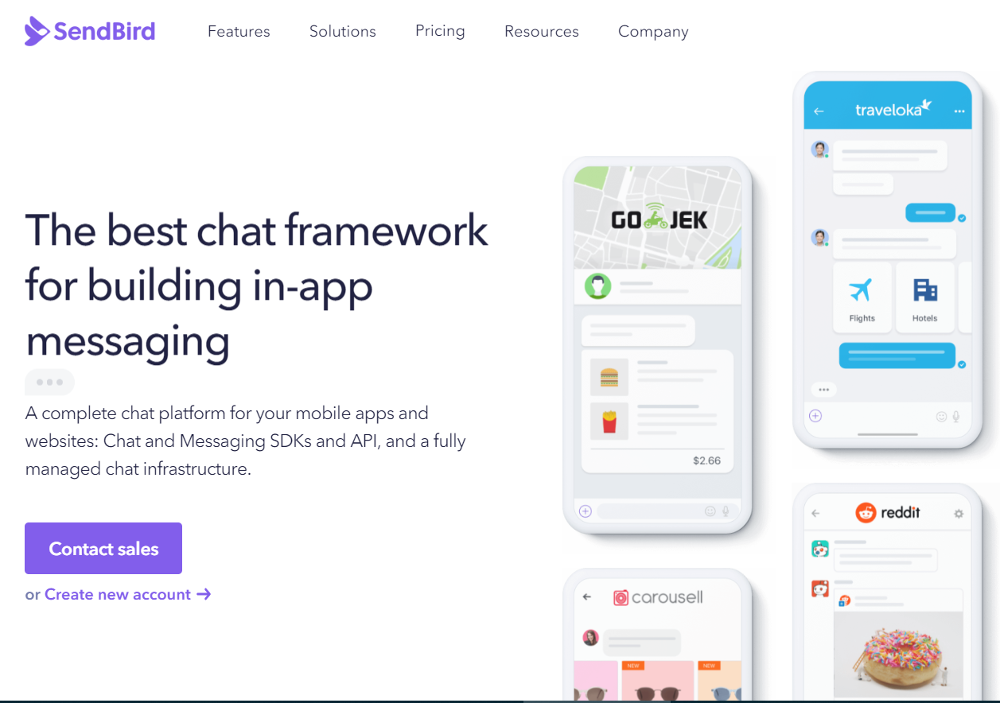 SendBird
Features Solutions Pricing Resources Company
The best chat framework
for building in-app
messaging
A complete chat platform for your mobile apps and
websites: Chat and Messaging SDKs and API, and a fully
managed chat infrastructure.
Contact sales
or Create new account →
GO JEK
$2.66
traveloka
Flights Hotels
carousell
NEW NEW
reddit